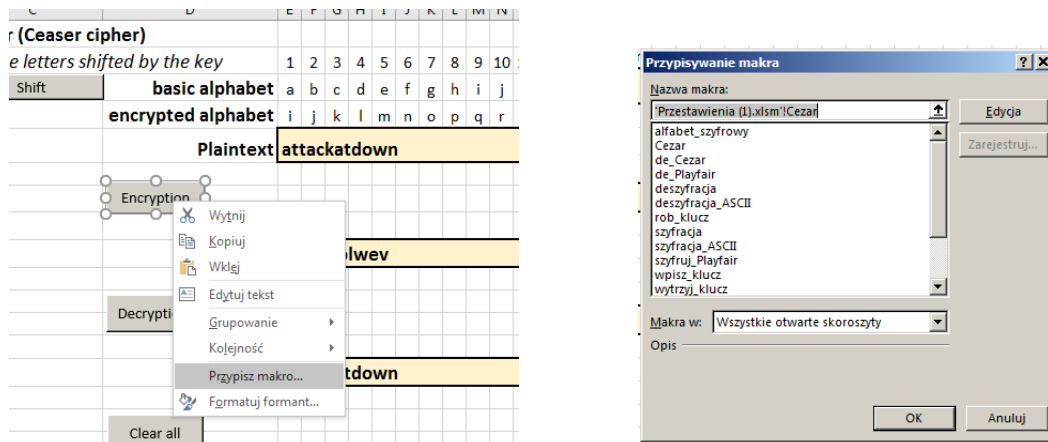 C D E F G H I J K L M N
r (Ceaser cipher)
e letters shifted by the key 1 2 3 4 5 6 7 8 9 10
Shift basic alphabet a b c d e f g h i j
encrypted alphabet i j k l m n o p q r
Plaintext attackatdown
Encryption
Wytnij
Kopiuj
Wklej
lwev
Edytuj tekst
Decrypti
Grupowanie
Kolejność
Przypisz makro...
tdown
Formatuj formant...
Clear all
Przypisywanie makra ? X
Nazwa makra:
'Przestawienia (1).xlsm'!Cezar
Edycja
alfabet_szyfrowy
Cezar
Zarejestruj...
de_Cezar
de_Playfair
deszyfracja
deszyfracja_ASCII
rob_klucz
szyfracja
szyfracja_ASCII
szyfruj_Playfair
wpisz_klucz
wytrzyj_klucz
Makra w: Wszystkie otwarte skoroszyty
Opis
OK Anuluj